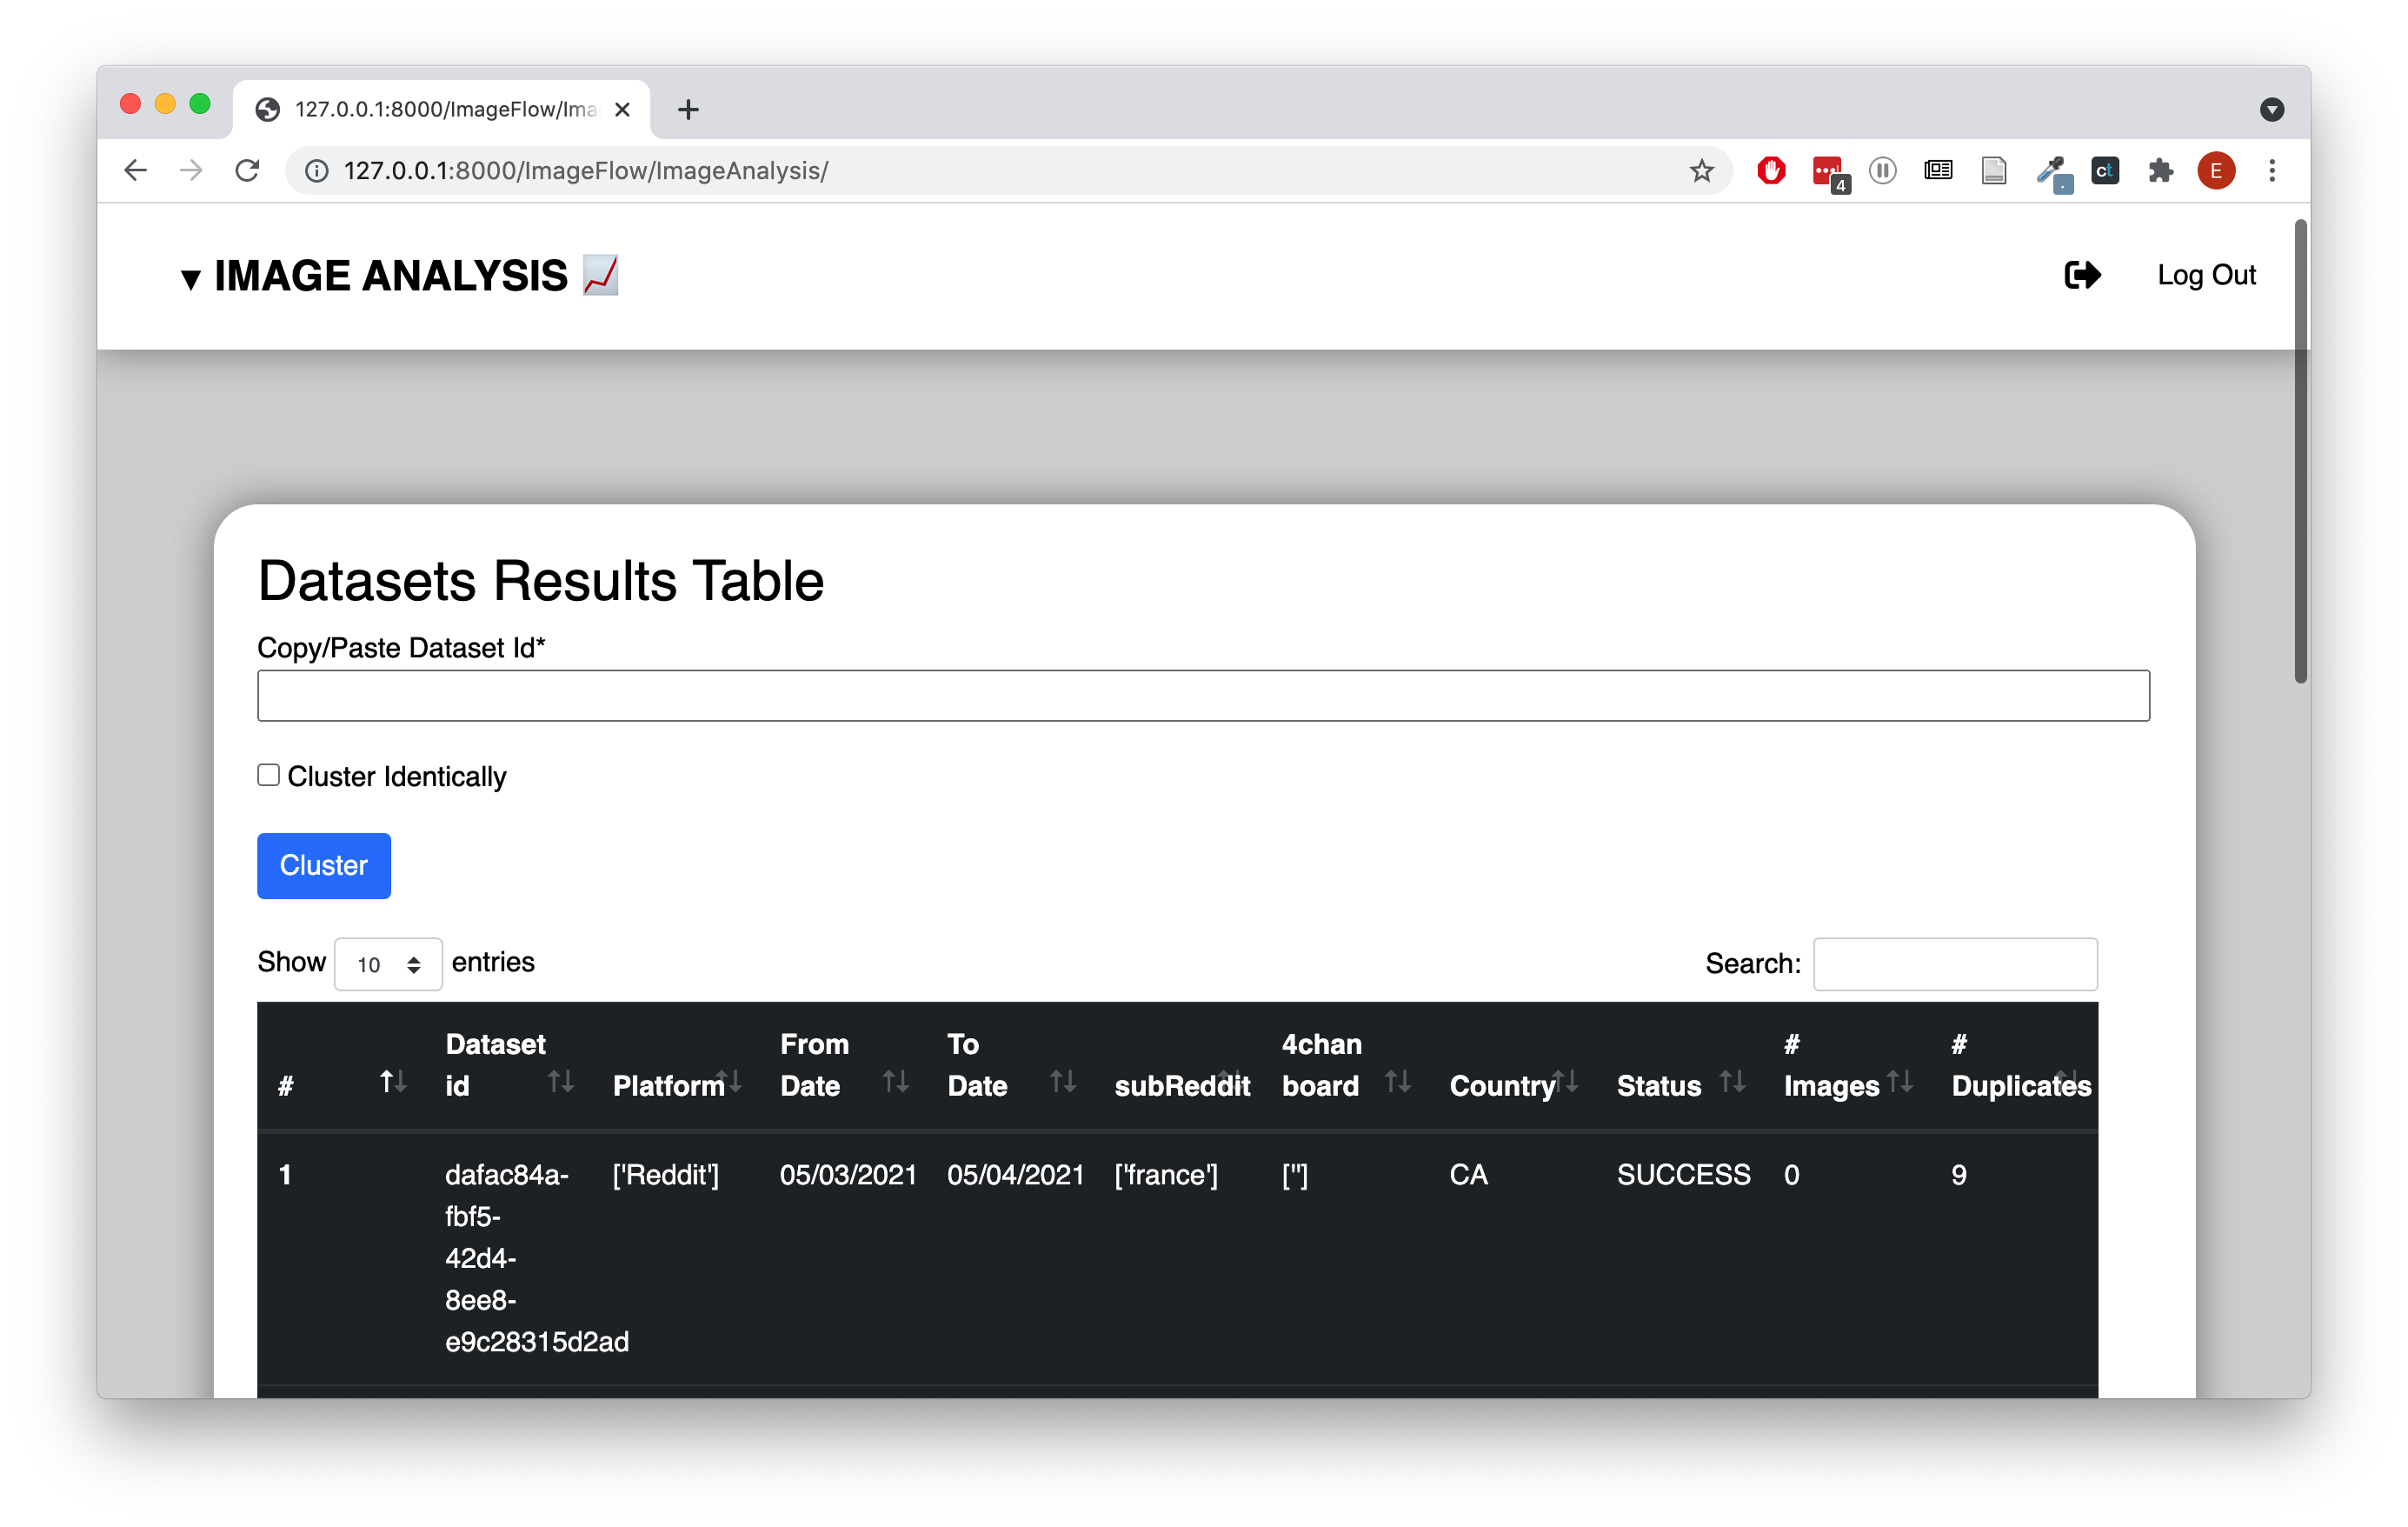 127.0.0.1:8000/ImageFlow/Ima
127.0.0.1:8000/ImageFlow/ImageAnalysis/
4
ct
E
▼ IMAGE ANALYSIS 📈
Log Out
Datasets Results Table
Copy/Paste Dataset Id*
Cluster Identically
Cluster
Show 10 entries
Search:
# Dataset id Platform From Date To Date subReddit 4chan board Country Status # Images # Duplicates
1 dafac84a- ['Reddit'] 05/03/2021 05/04/2021 ['france'] [''] CA SUCCESS 0 9
fbf5-
42d4-
8ee8-
e9c28315d2ad